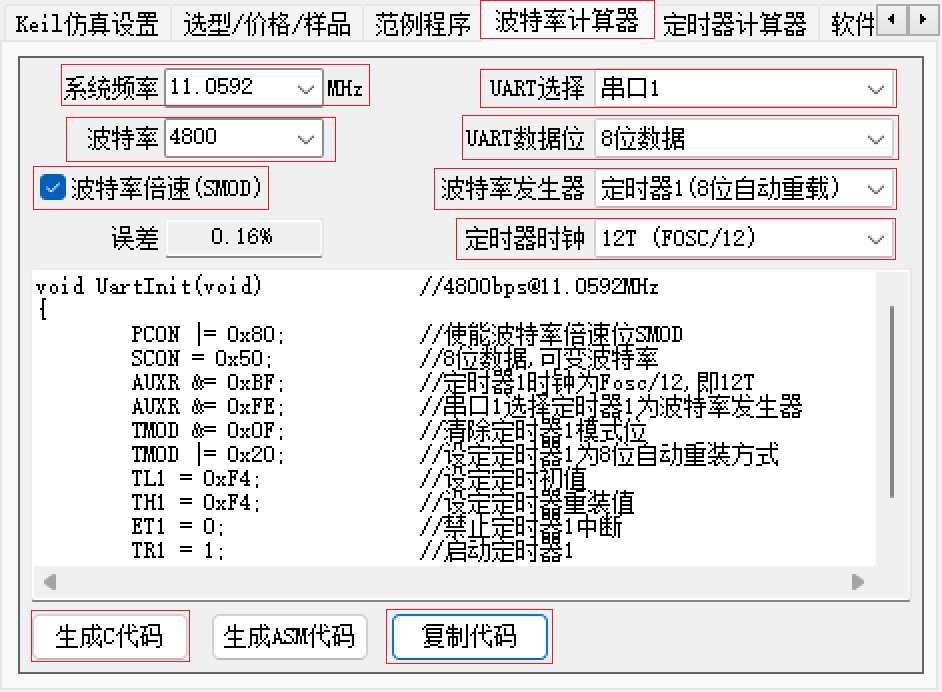 Keil仿真设置 选型/价格/样品 范例程序 波特率计算器 定时器计算器 软件
系统频率 11.0592 MHz UART选择 串口1
波特率 4800 UART数据位 8位数据
波特率倍速(SMOD) 波特率发生器 定时器1(8位自动重载)
误差 0.16% 定时器时钟 12T (FOSC/12)
void UartInit(void) //4800bps@11.0592MHz
{
PCON |= 0x80; //使能波特率倍速位SMOD
SCON = 0x50; //8位数据,可变波特率
AUXR &= 0xBF; //定时器1时钟为Fosc/12,即12T
AUXR &= 0xFE; //串口1选择定时器1为波特率发生器
TMOD &= 0x0F; //清除定时器1模式位
TMOD |= 0x20; //设定定时器1为8位自动重装方式
TL1 = 0xF4; //设定定时初值
TH1 = 0xF4; //设定定时器重装值
ET1 = 0; //禁止定时器1中断
TR1 = 1; //启动定时器1
生成C代码 生成ASM代码 复制代码